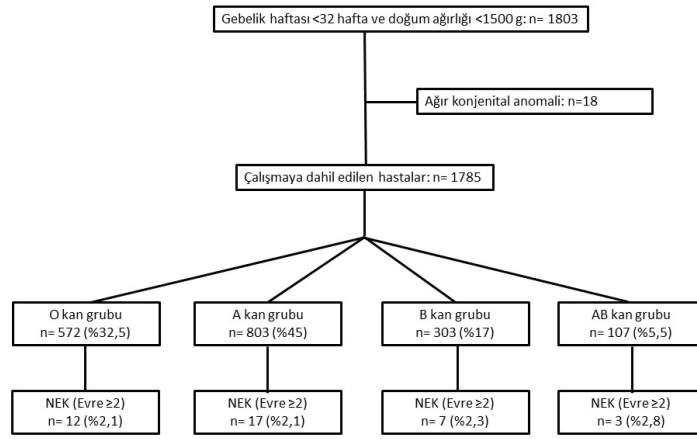 Gebelik haftası <32 hafta ve doğum ağırlığı <1500 g: n= 1803
Ağır konjenital anomali: n=18
Çalışmaya dahil edilen hastalar: n= 1785
O kan grubu
n= 572 (%32,5)
A kan grubu
n= 803 (%45)
B kan grubu
n= 303 (%17)
AB kan grubu
n= 107 (%5,5)
NEK (Evre ≥2)
n= 12 (%2,1)
NEK (Evre ≥2)
n= 17 (%2,1)
NEK (Evre ≥2)
n= 7 (%2,3)
NEK (Evre ≥2)
n= 3 (%2,8)